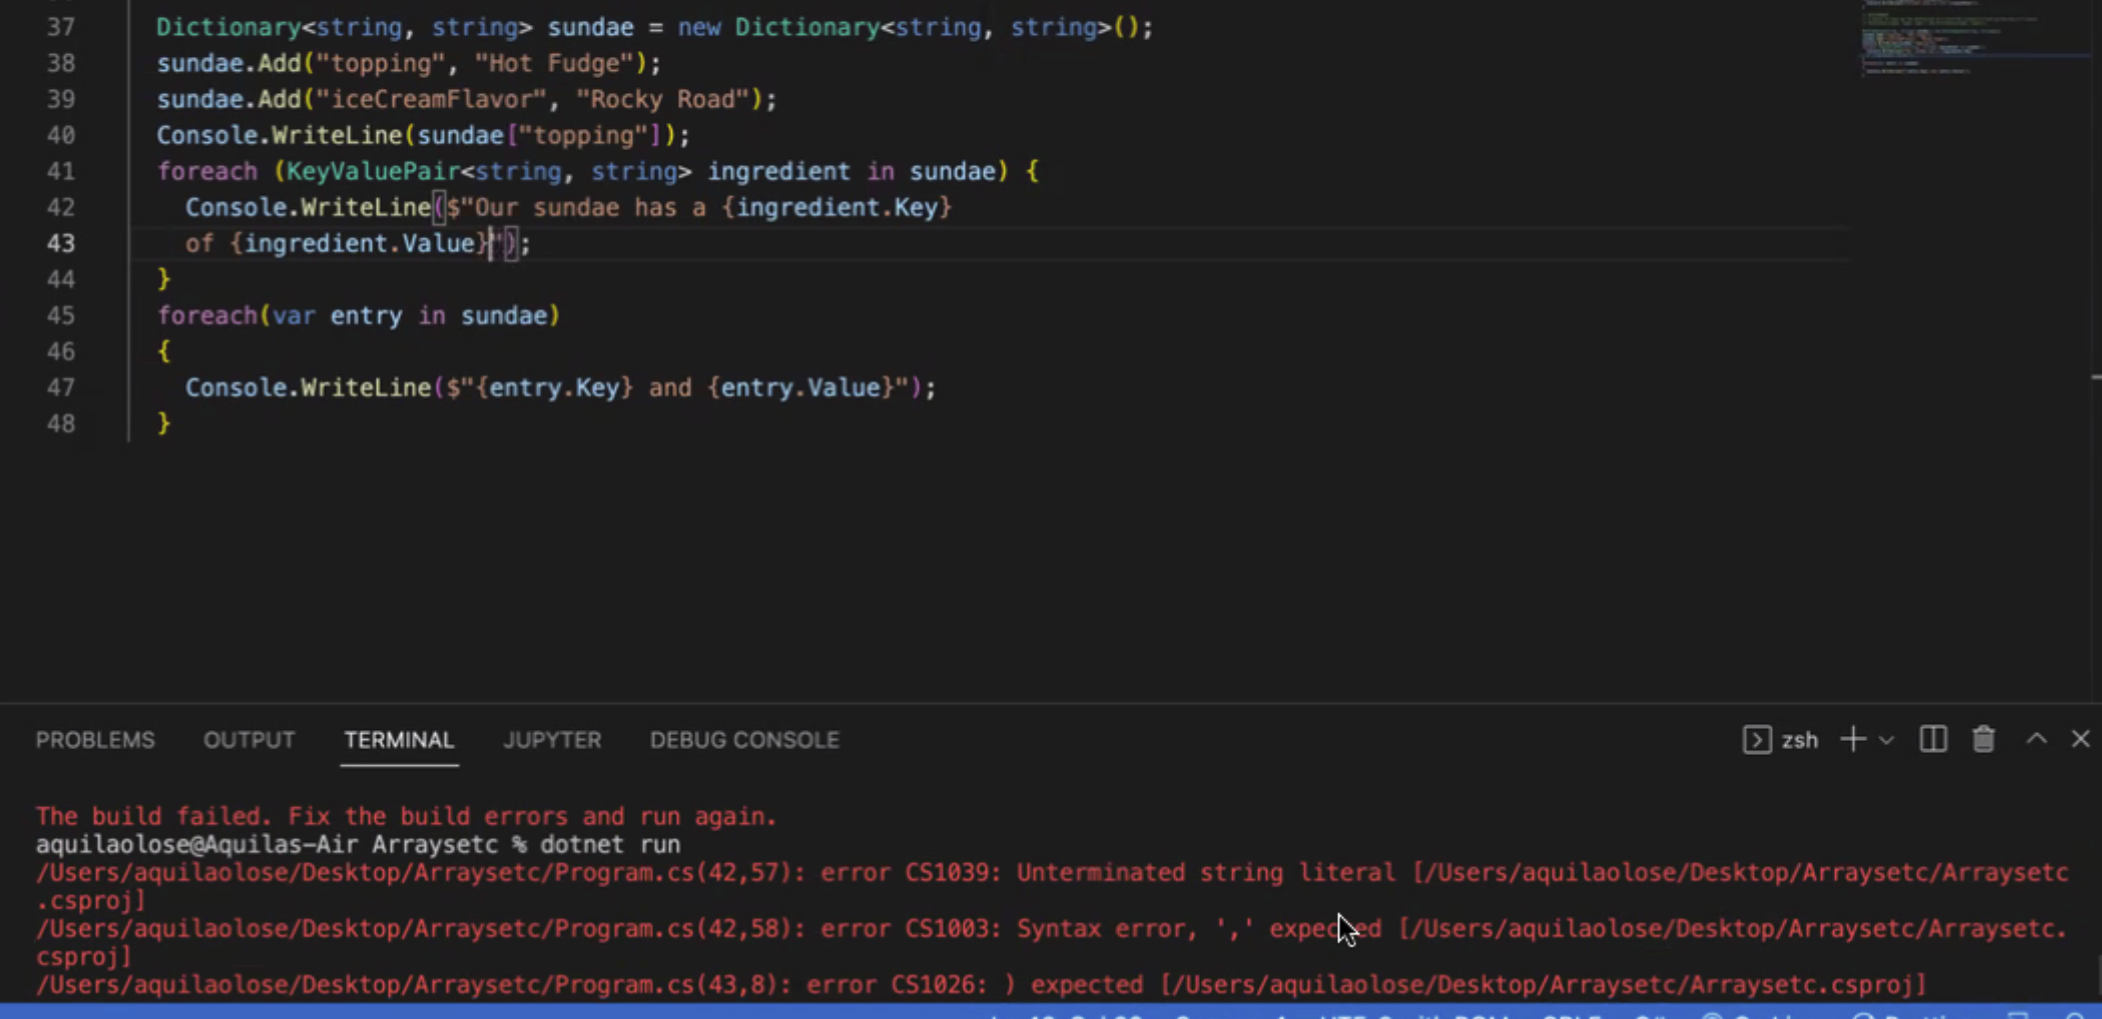 37 Dictionary<string, string> sundae = new Dictionary<string, string>();
38 sundae.Add("topping", "Hot Fudge");
39 sundae.Add("iceCreamFlavor", "Rocky Road");
40 Console.WriteLine(sundae["topping"]);
41 foreach (KeyValuePair<string, string> ingredient in sundae) {
42 Console.WriteLine($"Our sundae has a {ingredient.Key}
43 of {ingredient.Value}");
44 }
45 foreach(var entry in sundae)
46 {
47 Console.WriteLine($"{entry.Key} and {entry.Value}");
48 }
PROBLEMS OUTPUT TERMINAL JUPYTER DEBUG CONSOLE zsh
The build failed. Fix the build errors and run again.
aquilaolose@Aquilas-Air Arraysetc % dotnet run
/Users/aquilaolose/Desktop/Arraysetc/Program.cs(42,57): error CS1039: Unterminated string literal [/Users/aquilaolose/Desktop/Arraysetc/Arraysetc
.csproj]
/Users/aquilaolose/Desktop/Arraysetc/Program.cs(42,58): error CS1003: Syntax error, ',' expected [/Users/aquilaolose/Desktop/Arraysetc/Arraysetc.
csproj]
/Users/aquilaolose/Desktop/Arraysetc/Program.cs(43,8): error CS1026: ) expected [/Users/aquilaolose/Desktop/Arraysetc/Arraysetc.csproj]